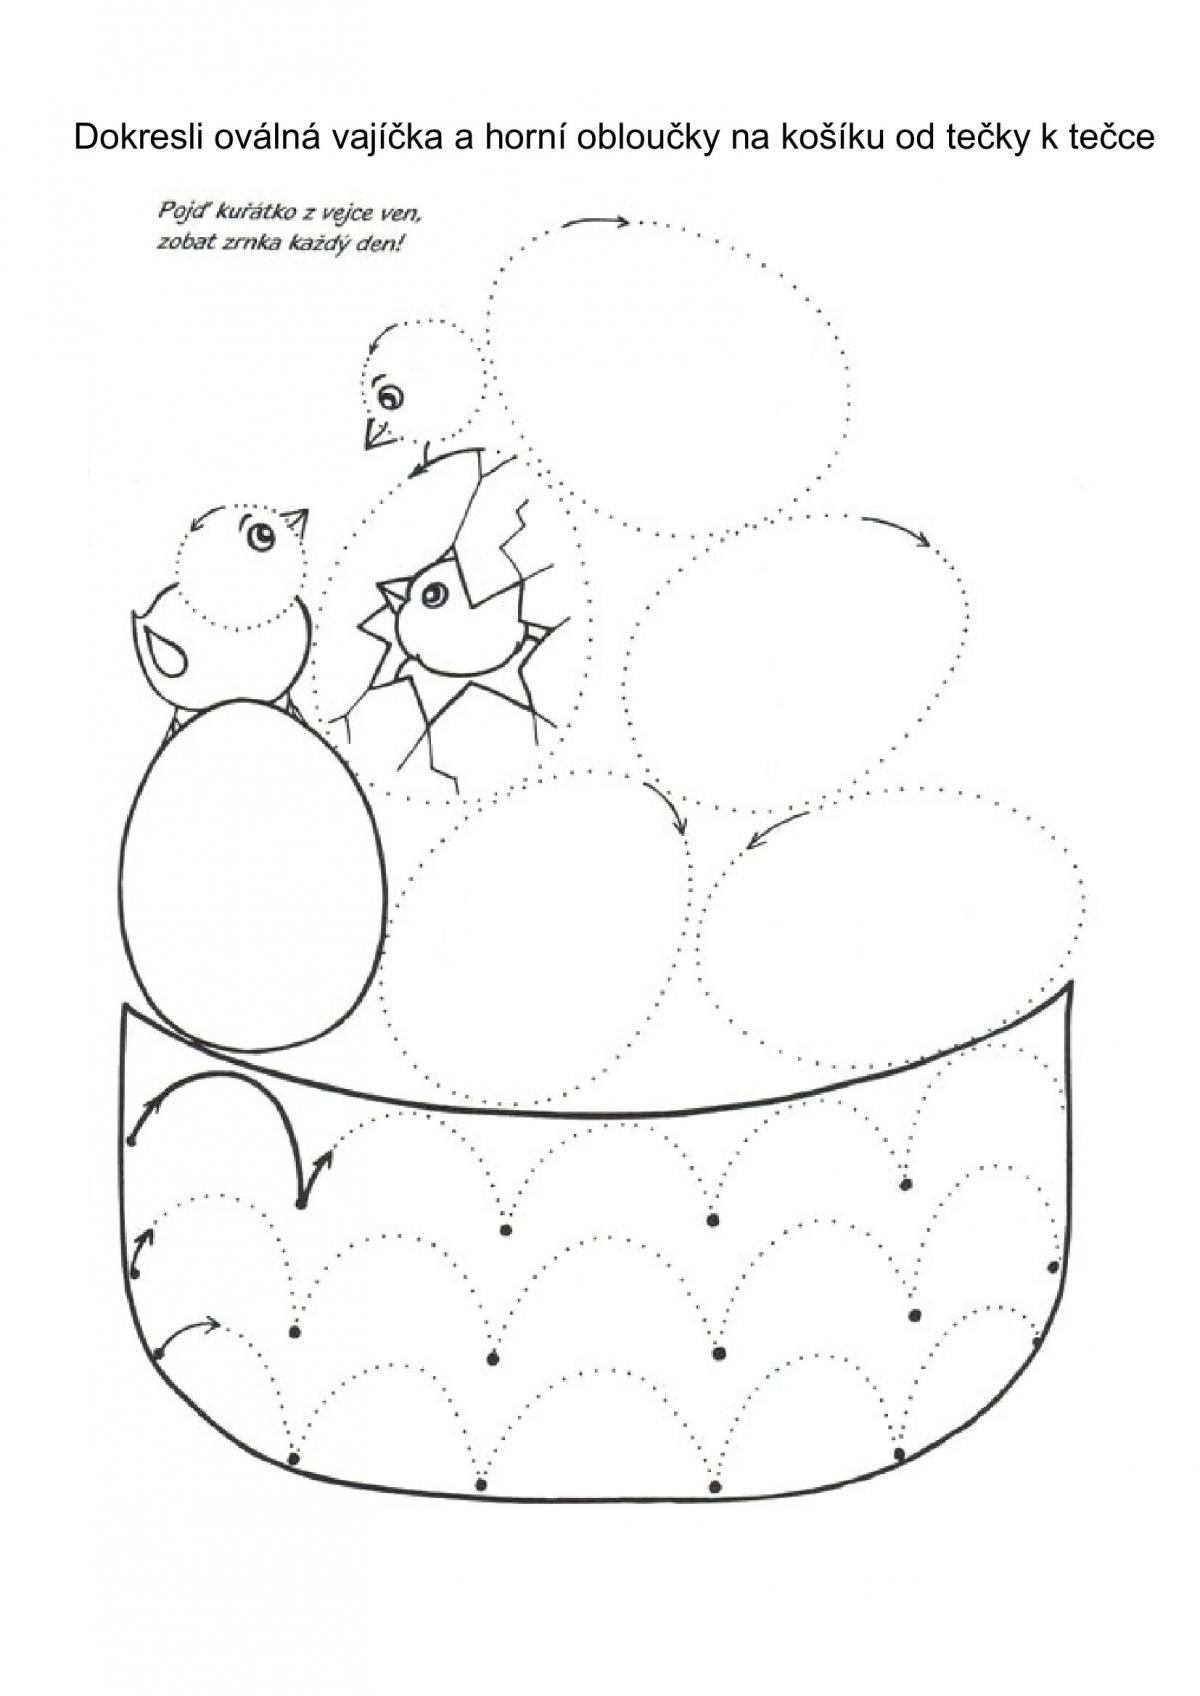 Dokresli oválná vajíčka a horní obloučky na košíku od tečky k tečce
Pojď kuřátko z vejce ven,
zobat zrnka každý den!